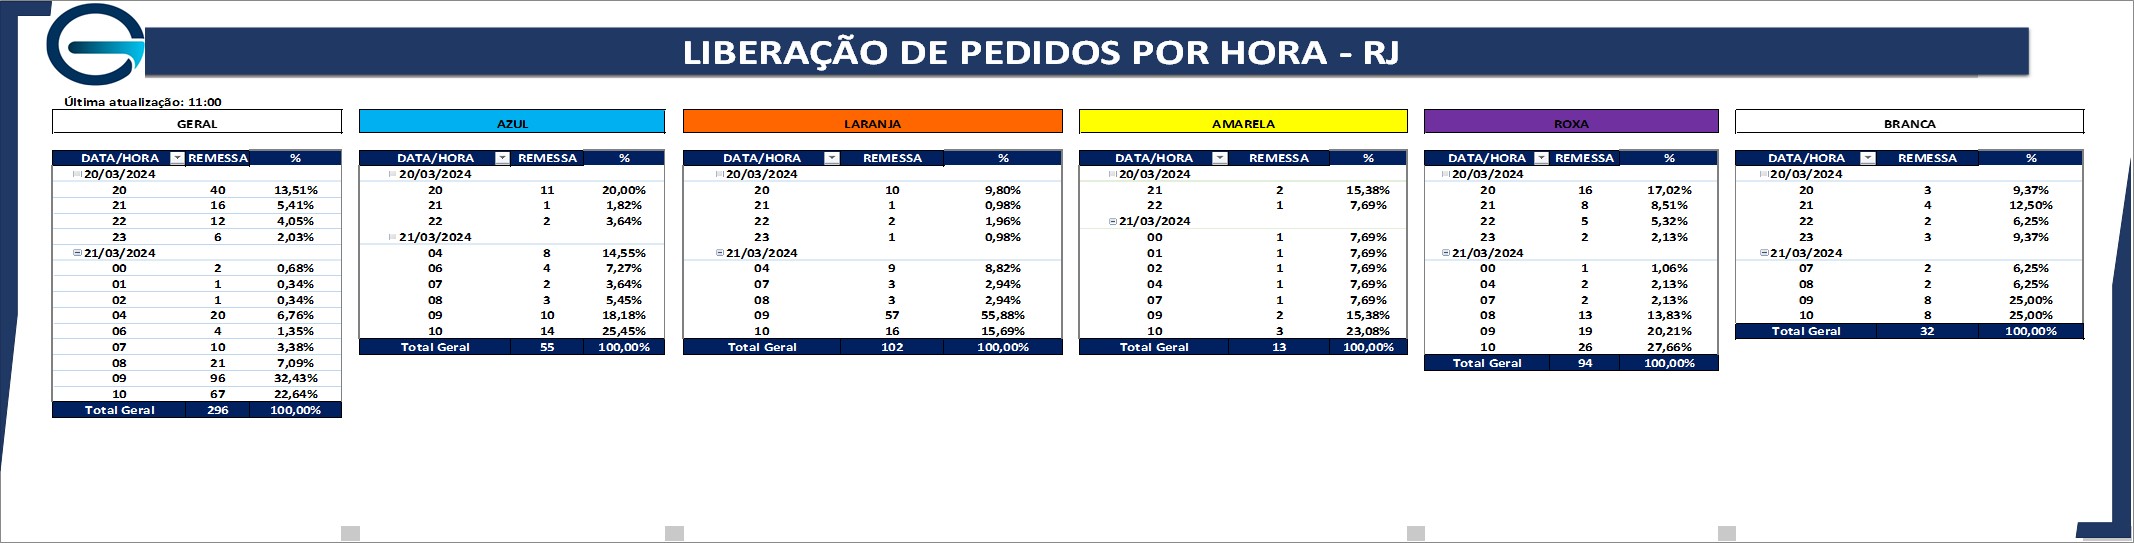 LIBERAÇÃO DE PEDIDOS POR HORA - RJ
Última atualização: 11:00
GERAL
DATA/HORA REMESSA %
20/03/2024
20 40 13,51%
21 16 5,41%
22 12 4,05%
23 6 2,03%
21/03/2024
00 2 0,68%
01 1 0,34%
02 1 0,34%
04 20 6,76%
06 4 1,35%
07 10 3,38%
08 21 7,09%
09 96 32,43%
10 67 22,64%
Total Geral 296 100,00%
AZUL
DATA/HORA REMESSA %
20/03/2024
20 11 20,00%
21 1 1,82%
22 2 3,64%
21/03/2024
04 8 14,55%
06 4 7,27%
07 2 3,64%
08 3 5,45%
09 10 18,18%
10 14 25,45%
Total Geral 55 100,00%
LARANJA
DATA/HORA REMESSA %
20/03/2024
20 10 9,80%
21 1 0,98%
22 2 1,96%
23 1 0,98%
21/03/2024
04 9 8,82%
07 3 2,94%
08 3 2,94%
09 57 55,88%
10 16 15,69%
Total Geral 102 100,00%
AMARELA
DATA/HORA REMESSA %
20/03/2024
21 2 15,38%
22 1 7,69%
21/03/2024
00 1 7,69%
01 1 7,69%
02 1 7,69%
04 1 7,69%
07 1 7,69%
09 2 15,38%
10 3 23,08%
Total Geral 13 100,00%
ROXA
DATA/HORA REMESSA %
20/03/2024
20 16 17,02%
21 8 8,51%
22 5 5,32%
23 2 2,13%
21/03/2024
00 1 1,06%
04 2 2,13%
07 2 2,13%
08 13 13,83%
09 19 20,21%
10 26 27,66%
Total Geral 94 100,00%
BRANCA
DATA/HORA REMESSA %
20/03/2024
20 3 9,37%
21 4 12,50%
22 2 6,25%
23 3 9,37%
21/03/2024
07 2 6,25%
08 2 6,25%
09 8 25,00%
10 8 25,00%
Total Geral 32 100,00%